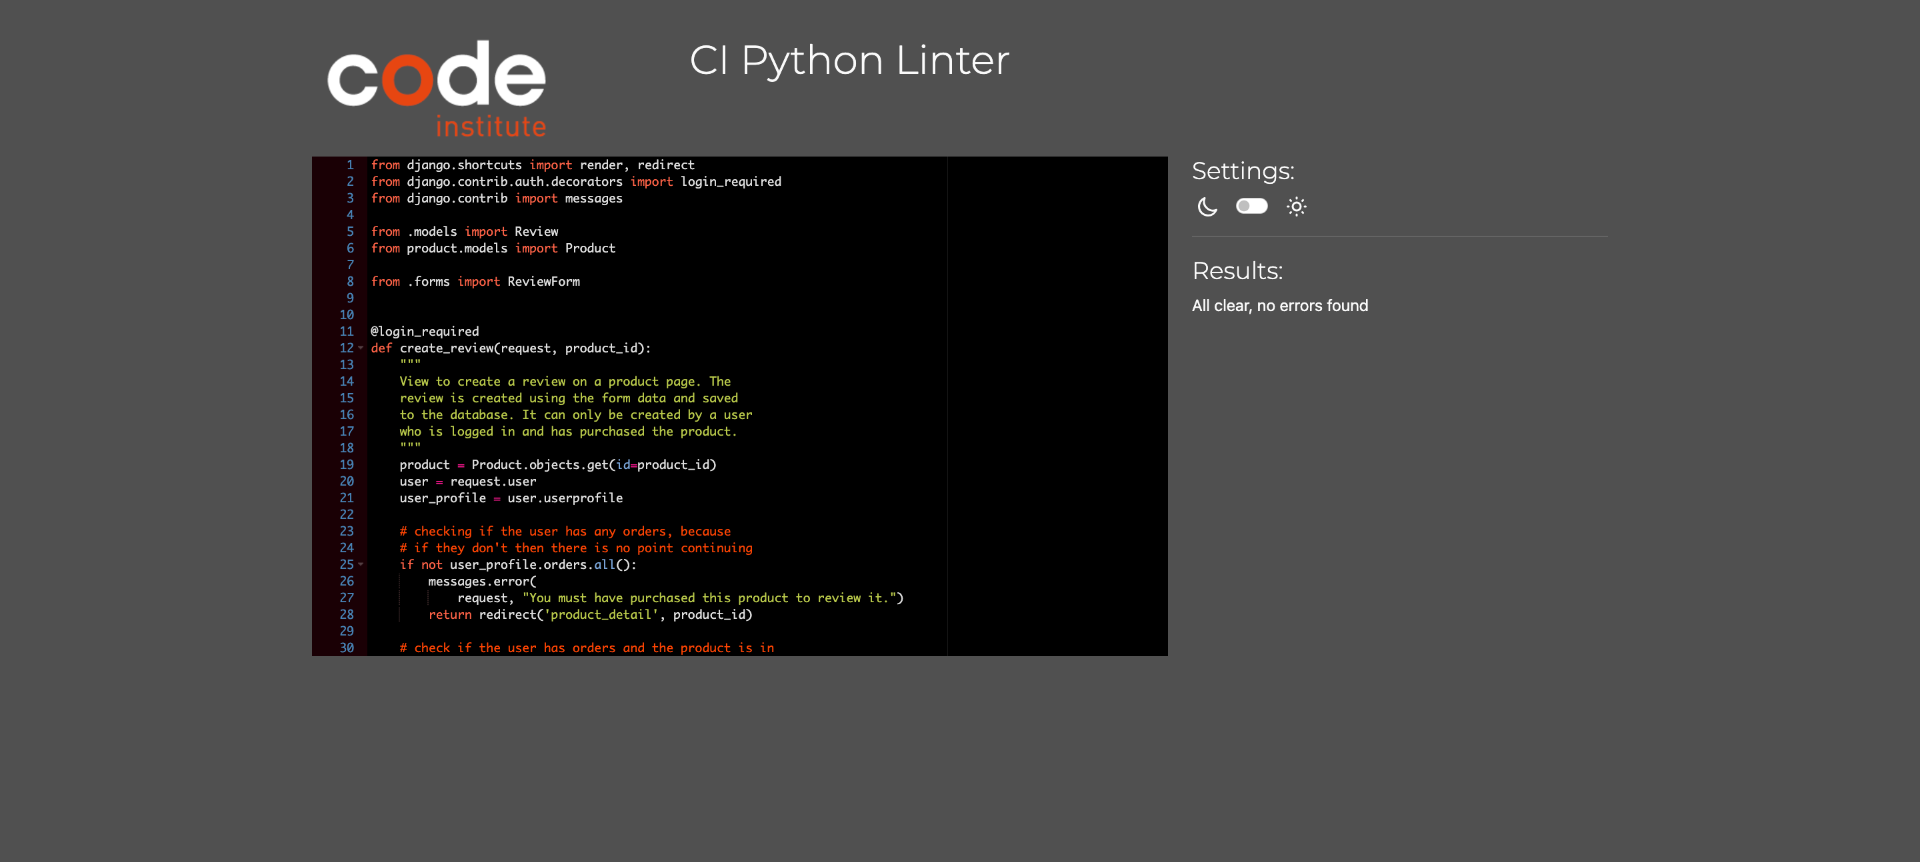 code
institute
CI Python Linter
1 from django.shortcuts import render, redirect
2 from django.contrib.auth.decorators import login_required
3 from django.contrib import messages
4
5 from .models import Review
6 from product.models import Product
7
8 from .forms import ReviewForm
9
10
11 @login_required
12 def create_review(request, product_id):
13     """
14     View to create a review on a product page. The
15     review is created using the form data and saved
16     to the database. It can only be created by a user
17     who is logged in and has purchased the product.
18     """
19     product = Product.objects.get(id=product_id)
20     user = request.user
21     user_profile = user.userprofile
22
23     # checking if the user has any orders, because
24     # if they don't then there is no point continuing
25     if not user_profile.orders.all():
26         messages.error(
27             request, "You must have purchased this product to review it.")
28         return redirect('product_detail', product_id)
29
30     # check if the user has orders and the product is in
Settings:
Results:
All clear, no errors found